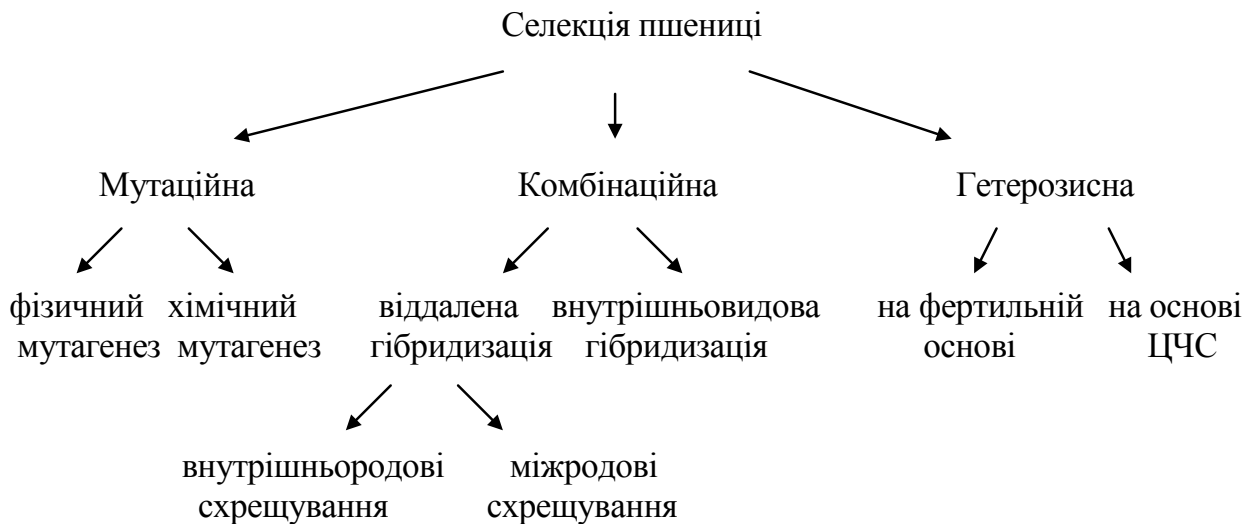 Селекція пшениці
Мутаційна
Комбінаційна
Гетерозисна
фізичний
мутагенез
хімічний
мутагенез
віддалена
гібридизація
внутрішньовидова
гібридизація
на фертильній
основі
на основі
ЦЧС
внутрішньородові
схрещування
міжродові
схрещування